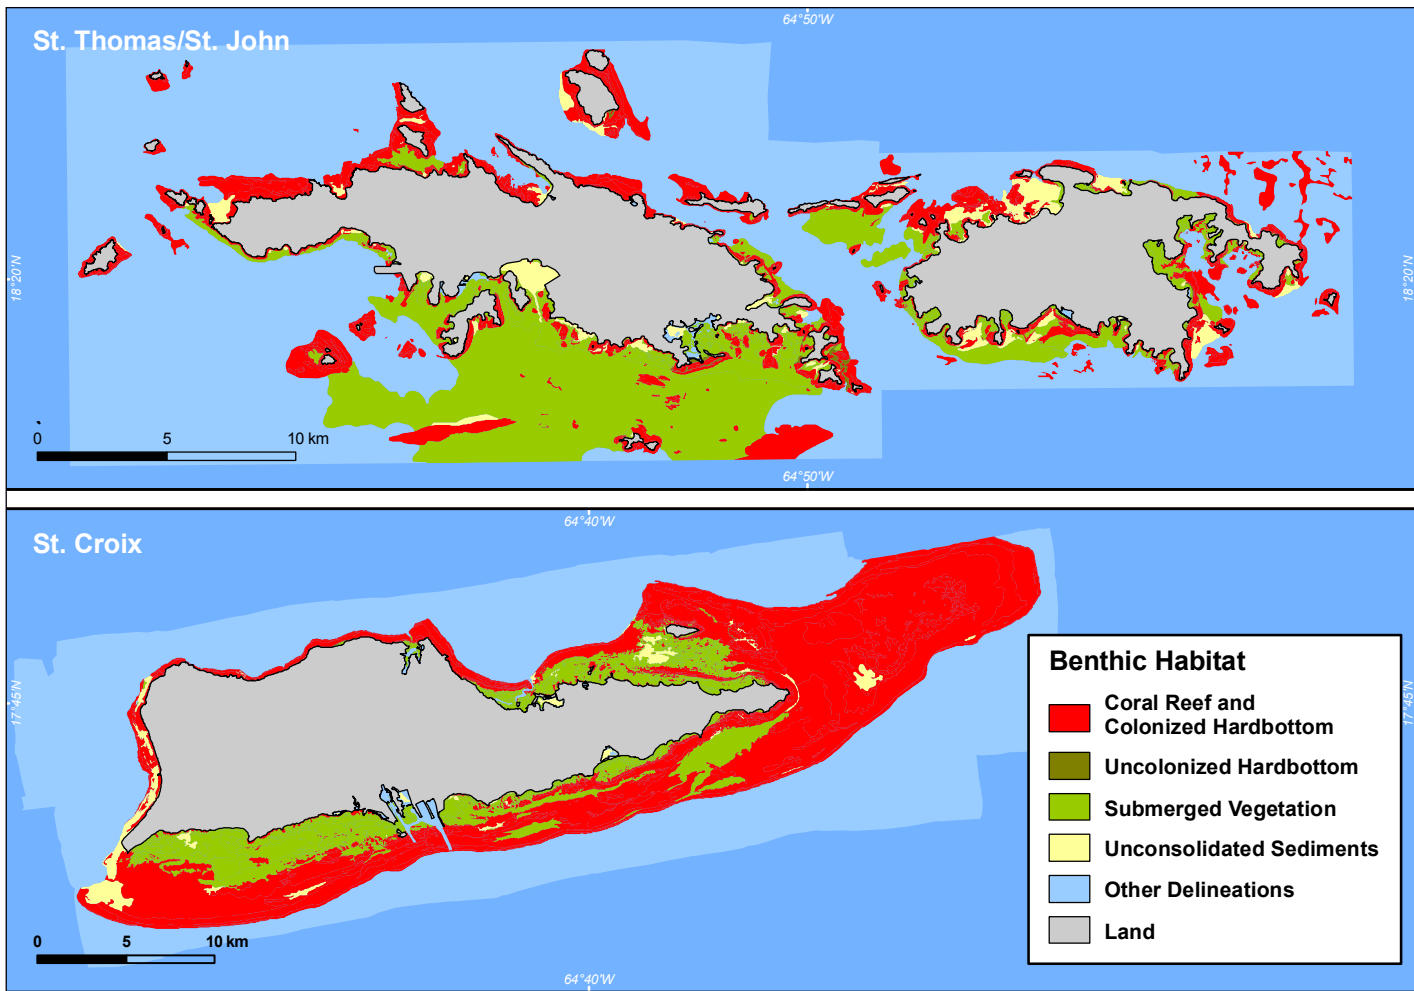 64°50'W
St. Thomas/St. John
18°20'N
18°20'N
0 5 10 km
64°50'W
64°40'W
St. Croix
17°45'N
17°45'N
Benthic Habitat
Coral Reef and
Colonized Hardbottom
Uncolonized Hardbottom
Submerged Vegetation
Unconsolidated Sediments
Other Delineations
Land
0 5 10 km
64°40'W